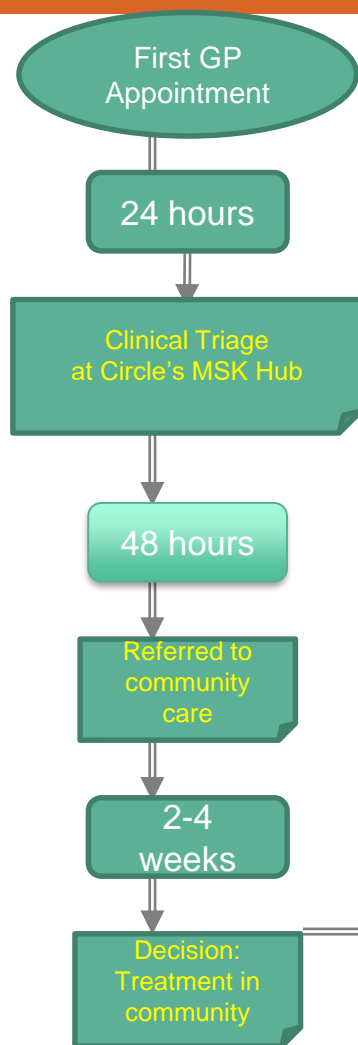 First GP
Appointment
24 hours
Clinical Triage
at Circle's MSK Hub
48 hours
Referred to
community
care
2-4
weeks
Decision:
Treatment in
community